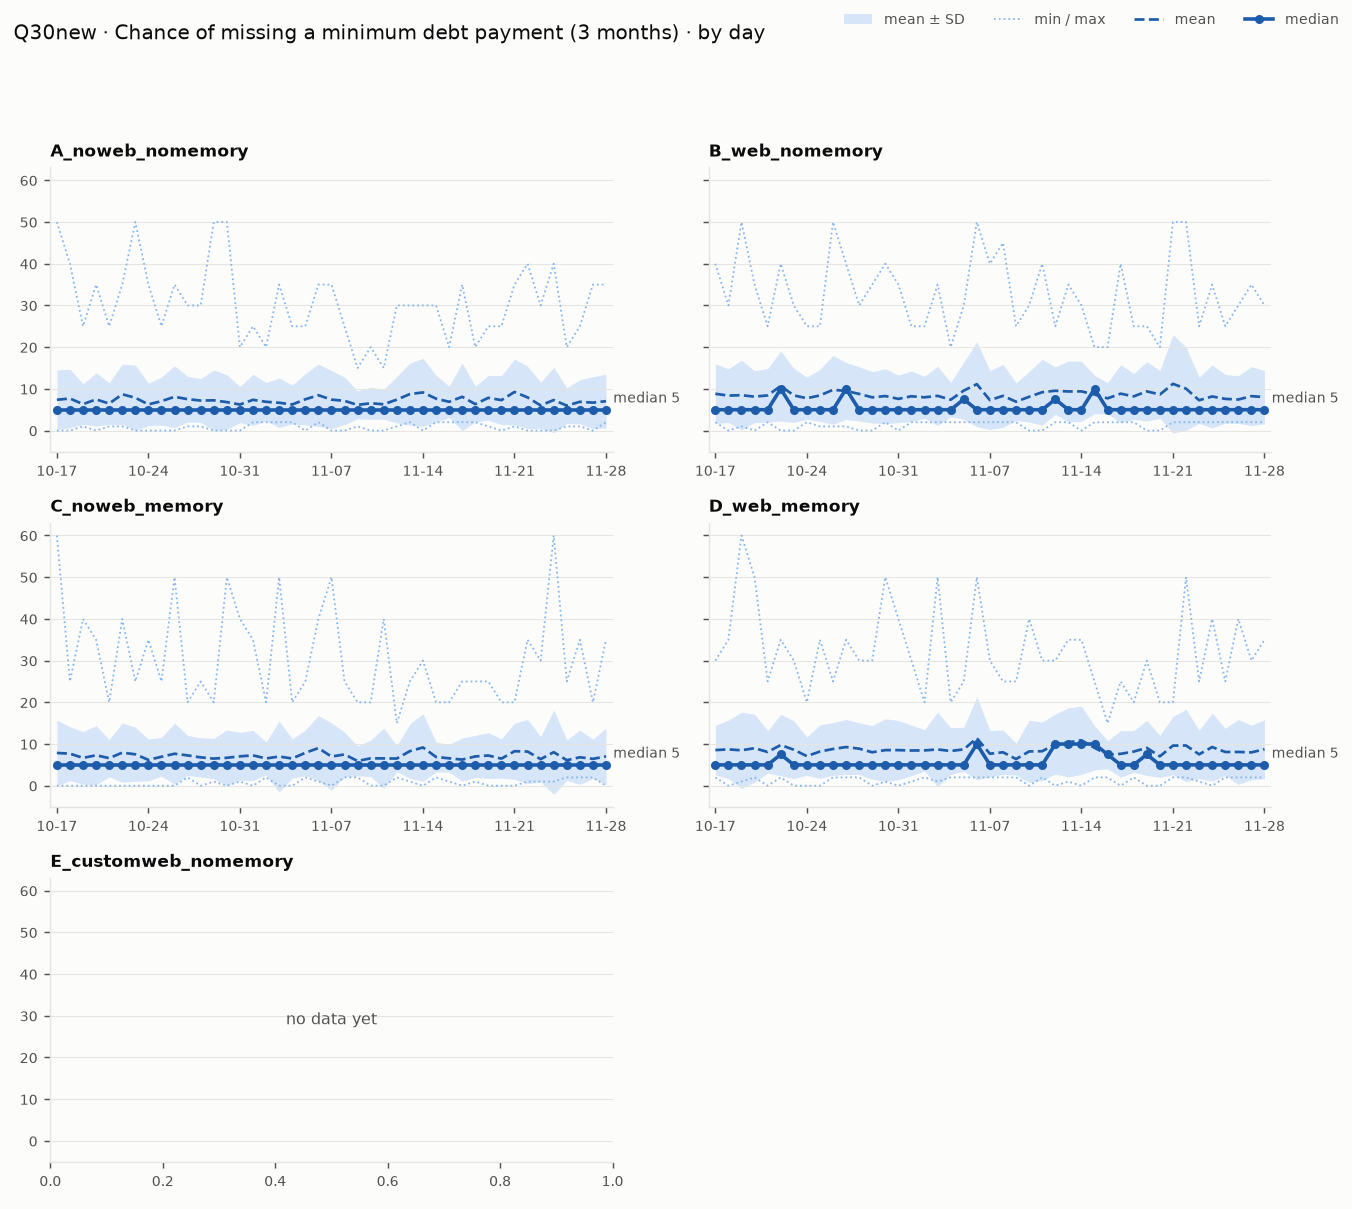 mean ± SD min / max mean median
Q30new · Chance of missing a minimum debt payment (3 months) · by day
A_noweb_nomemory
B_web_nomemory
60
50
40
30
20
10
0
median 5
median 5
10-17 10-24 10-31 11-07 11-14 11-21 11-28
10-17 10-24 10-31 11-07 11-14 11-21 11-28
C_noweb_memory
D_web_memory
60
50
40
30
20
10
0
median 5
median 5
10-17 10-24 10-31 11-07 11-14 11-21 11-28
10-17 10-24 10-31 11-07 11-14 11-21 11-28
E_customweb_nomemory
60
50
40
30
20
10
0
no data yet
0.0 0.2 0.4 0.6 0.8 1.0